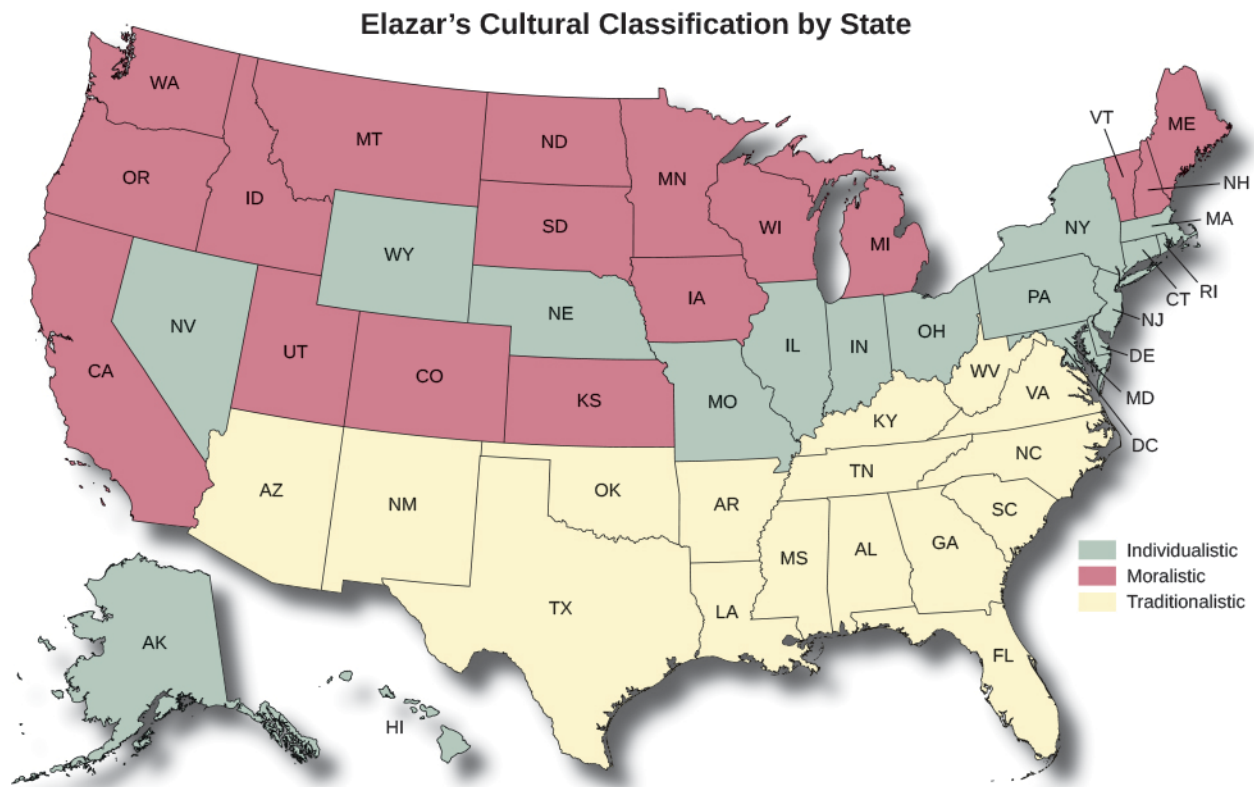 Elazar's Cultural Classification by State
WA
MT
ND
MN
VT
ME
OR
ID
SD
WI
MI
NY
NH
MA
WY
IA
NE
PA
CT
RI
NV
UT
CO
IL
IN
OH
NJ
DE
CA
KS
MO
WV
VA
MD
KY
DC
AZ
NM
OK
AR
TN
NC
SC
MS
AL
GA
TX
LA
FL
AK
HI
Individualistic
Moralistic
Traditionalistic